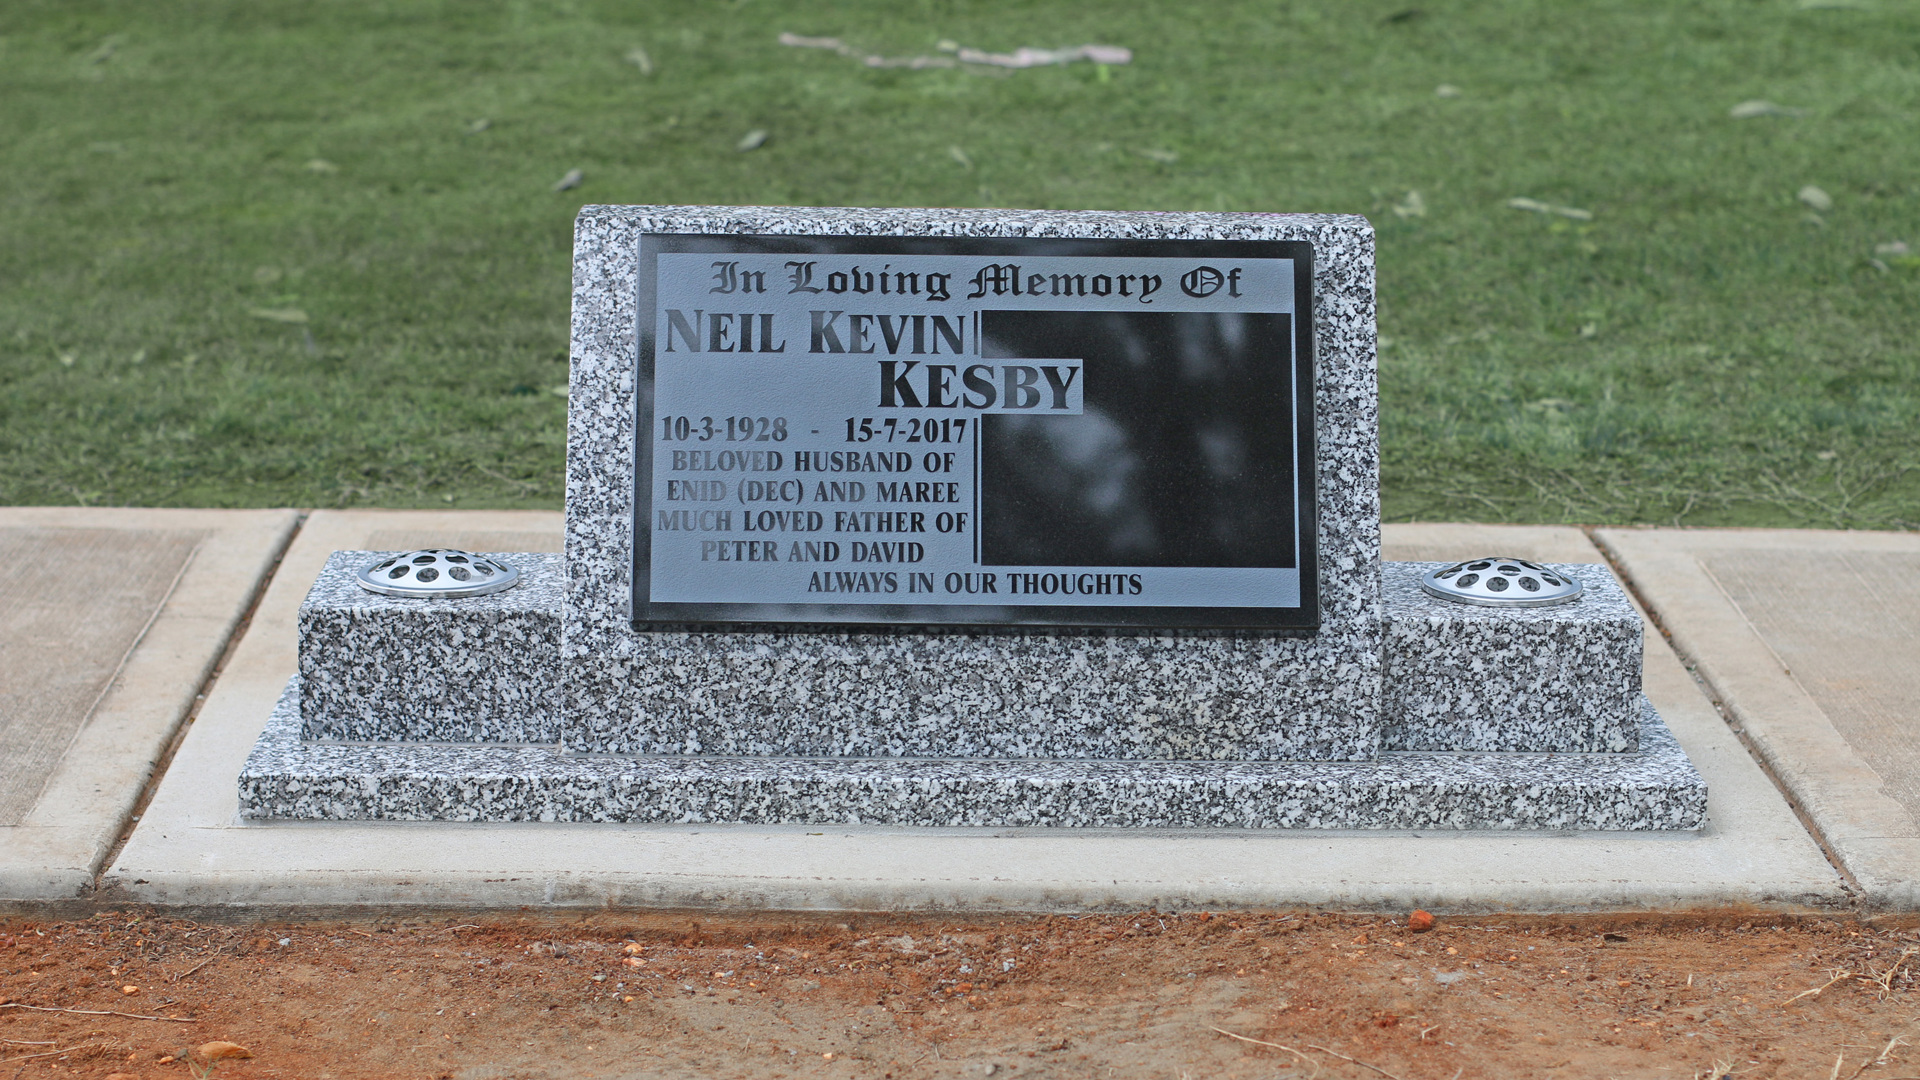 In Loving Memory Of
NEIL KEVIN
KESBY
10-3-1928 - 15-7-2017
BELOVED HUSBAND OF
ENID (DEC) AND MAREE
MUCH LOVED FATHER OF
PETER AND DAVID
ALWAYS IN OUR THOUGHTS